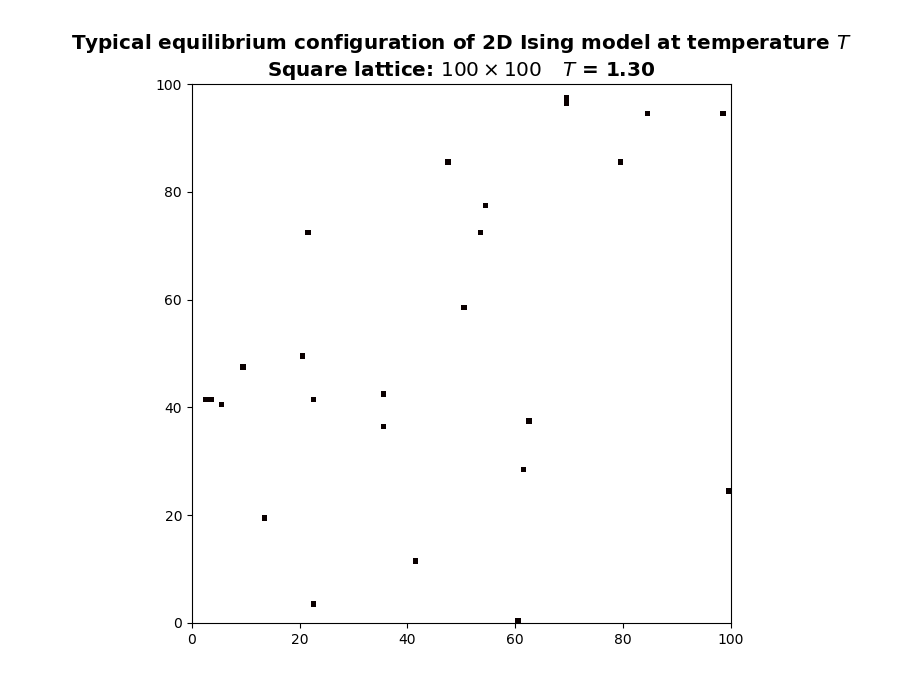 Typical equilibrium configuration of 2D Ising model at temperature T
Square lattice: 100 × 100 T = 1.30
100
80
60
40
20
0
0 20 40 60 80 100